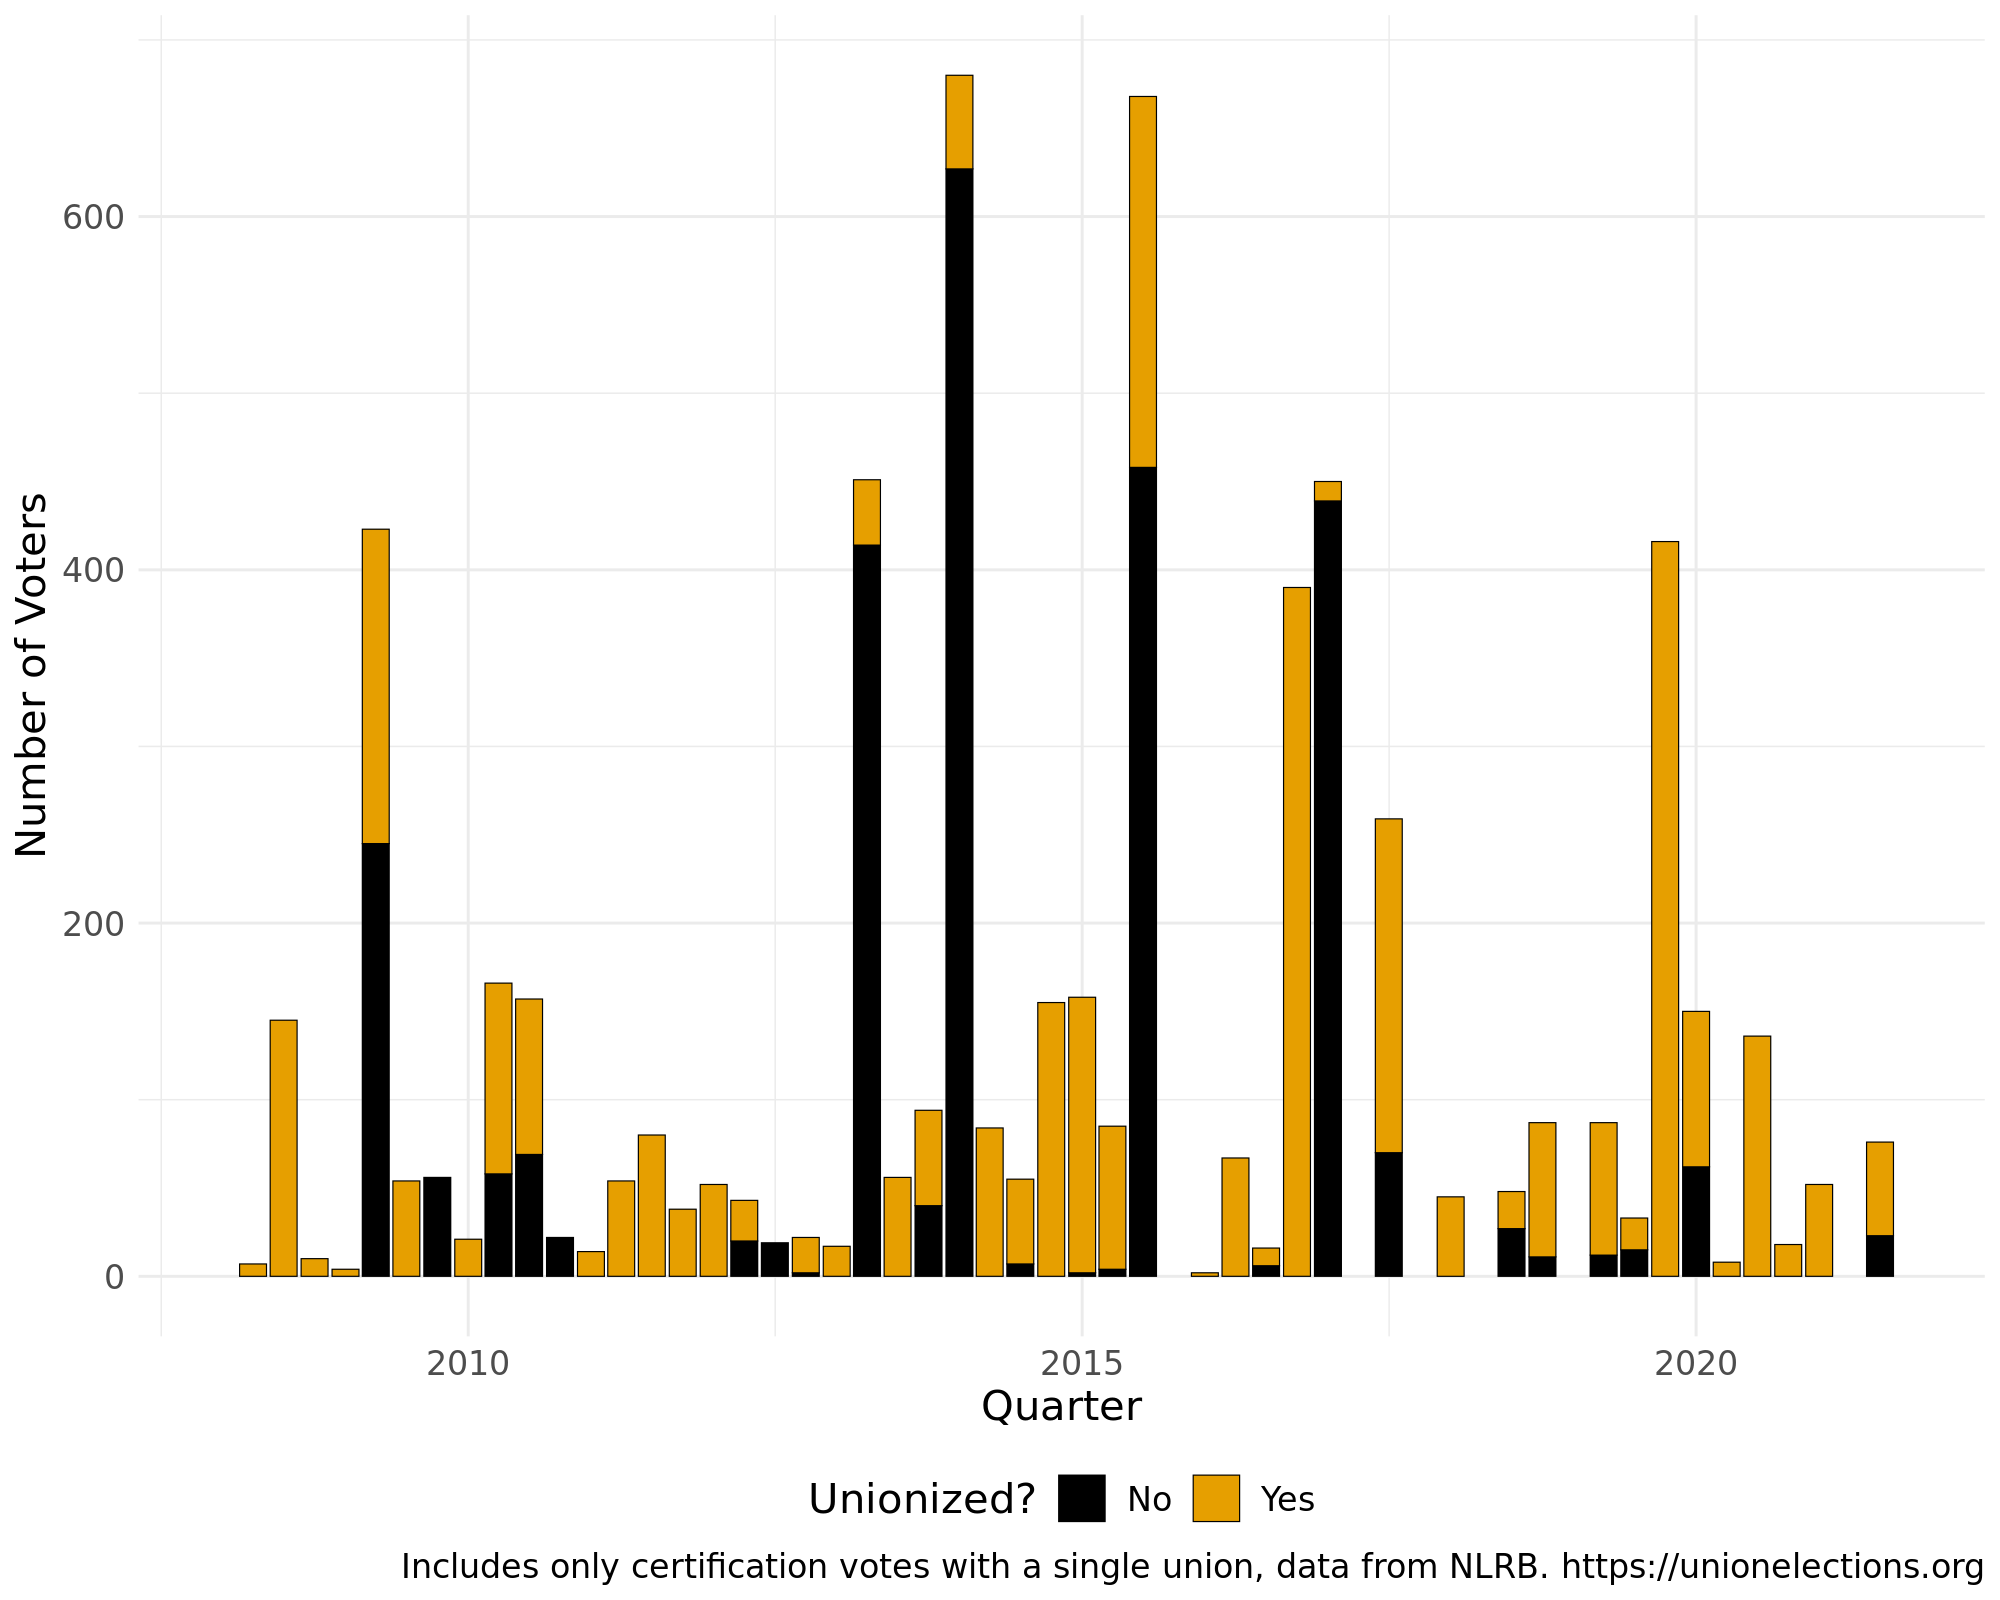 Number of Voters
600
400
200
0
2010 2015 2020
Quarter
Unionized? No Yes
Includes only certification votes with a single union, data from NLRB. https://unionelections.org